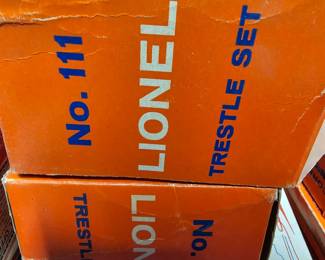 No. 111
LIONEL
TRESTLE SET
TRESTLE
LION
No.